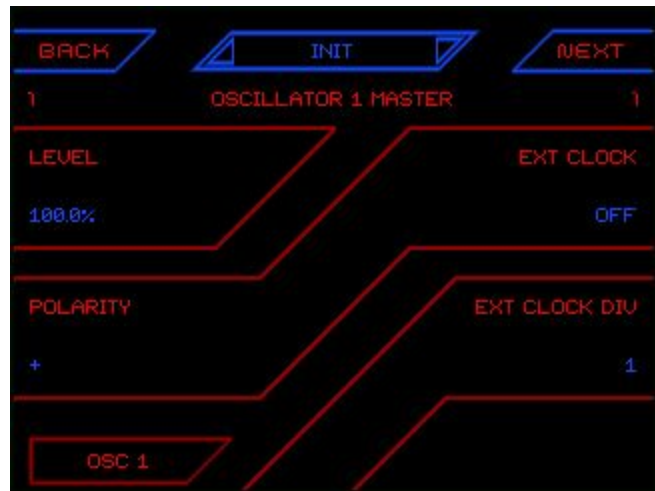 BACK INIT NEXT
1 OSCILLATOR 1 MASTER 1
LEVEL EXT CLOCK
100.0% OFF
POLARITY EXT CLOCK DIV
+ 1
OSC 1